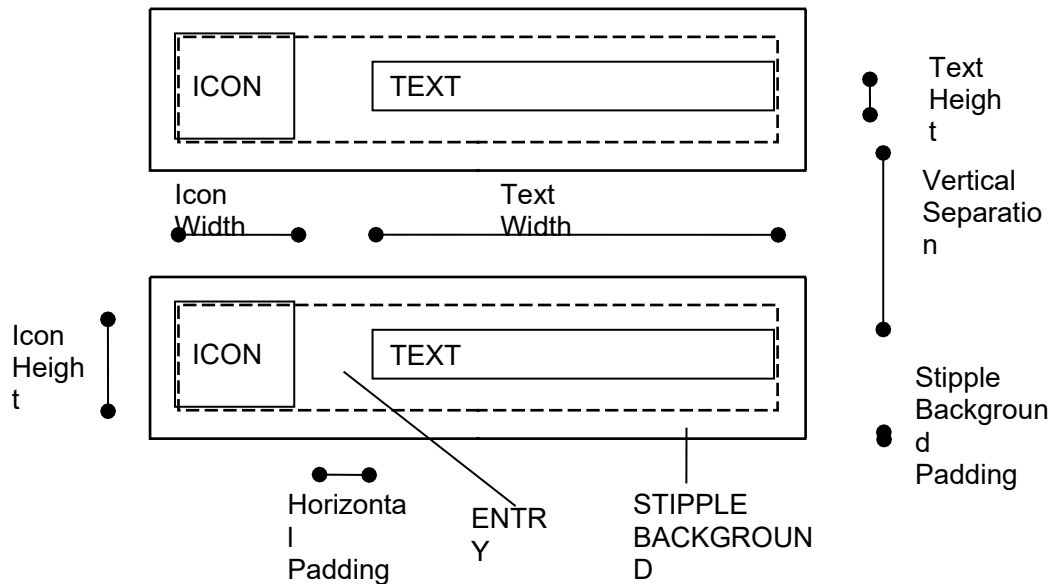 ICON
TEXT
Text
Heigh
t
Icon
Width
Text
Width
Vertical
Separatio
n
Icon
Heigh
t
ICON
TEXT
Stipple
Backgroun
d
Padding
Horizonta
l
Padding
ENTR
Y
STIPPLE
BACKGROUN
D